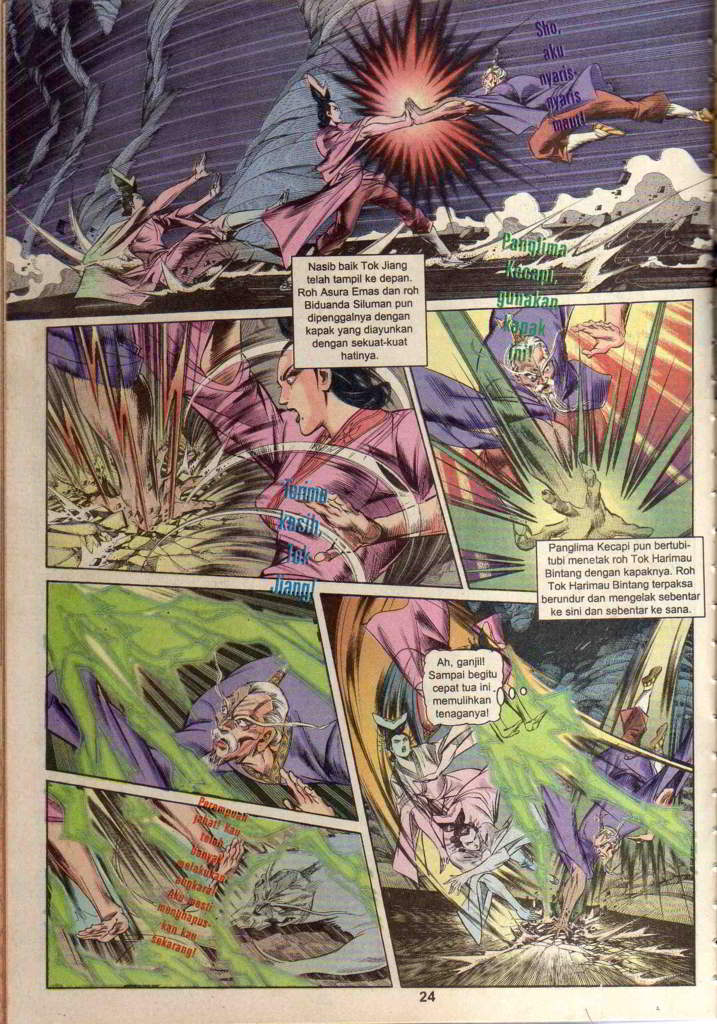 Sho,
aku
nyaris-
nyaris
maut!
Panglima
Kecapi,
gunakan
kapak
ini!
Nasib baik Tok Jiang
telah tampil ke depan.
Roh Asura Emas dan roh
Biduanda Siluman pun
dipenggalnya dengan
kapak yang diayunkan
dengan sekuat-kuat
hatinya.
Terima
kasih,
Tok
Jiang!
Panglima Kecapi pun bertubi-
tubi menetak roh Tok Harimau
Bintang dengan kapaknya. Roh
Tok Harimau Bintang terpaksa
berundur dan mengelak sebentar
ke sini dan sebentar ke sana.
Ah, ganjil!
Sampai begitu
cepat tua ini,
memulihkan
tenaganya!
Perempuan
jahat! Kau
telah
banyak
melakukan
angkara!
Aku mesti
menghapus-
kan kau
sekarang!
24